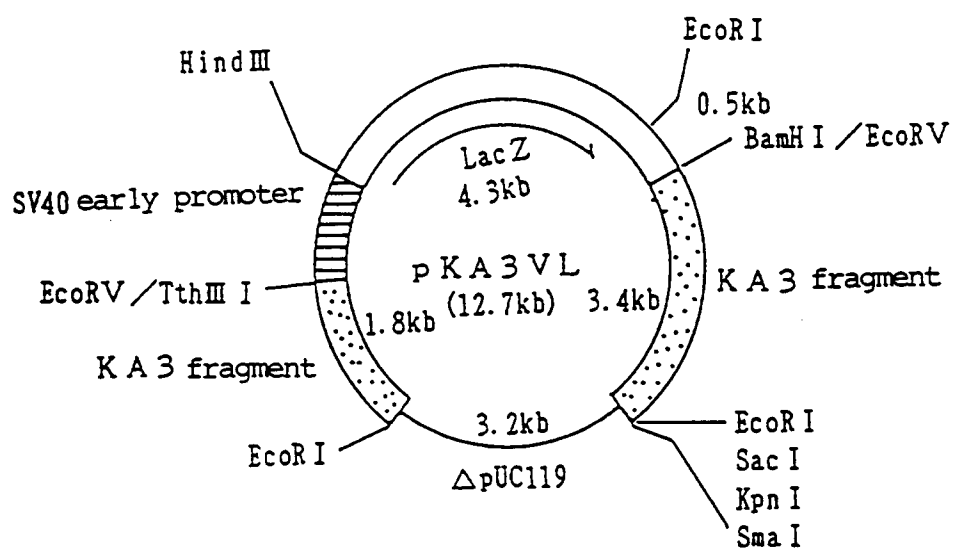 EcoR I
Hind Ⅲ
0.5kb
BamH I / EcoRV
LacZ
4.3kb
SV40 early promoter
pKA3VL
(12.7kb)
3.4kb
KA3 fragment
EcoRV / TthⅢ I
1.8kb
KA3 fragment
3.2kb
EcoR I
△pUC119
EcoR I
Sac I
Kpn I
Sma I